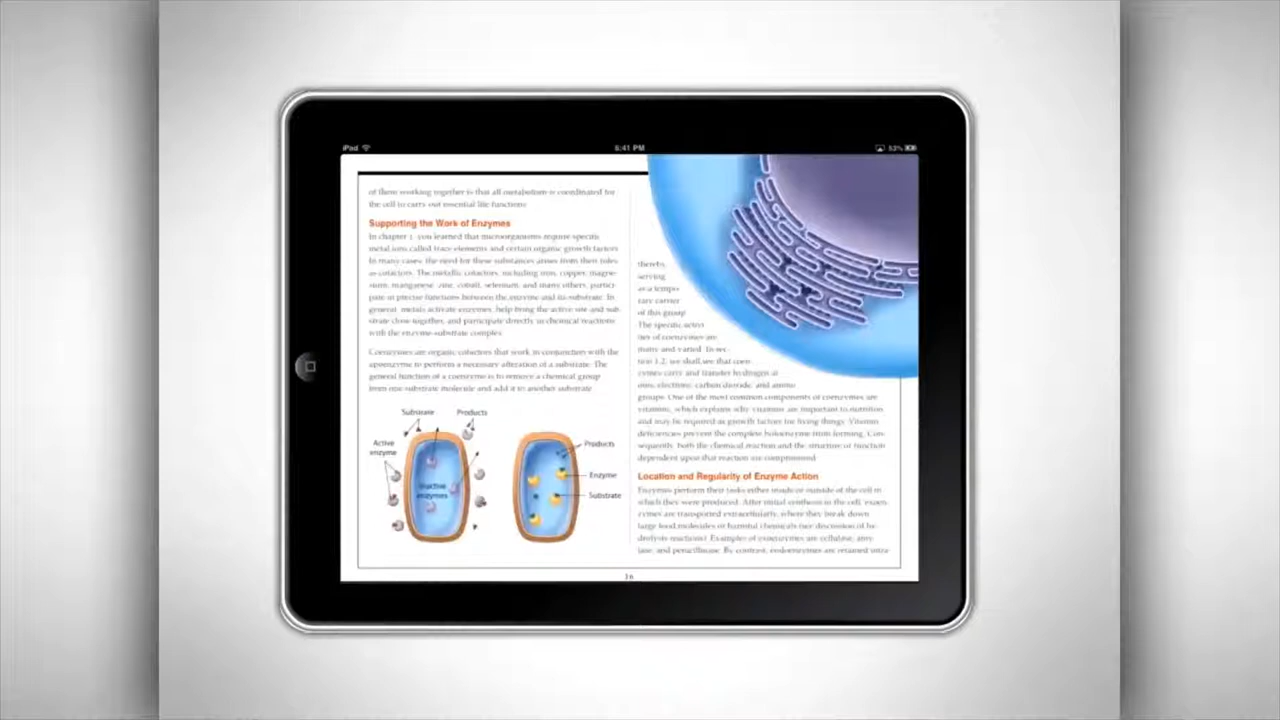 iPod
6:41 PM
52%
of them working together is that all metabolism is coordinated for
the cell to carry out essential life functions
Supporting the Work of Enzymes
In chapter 1 you learned that microorganisms require specific
metal ions called trace elements and certain organic growth factors
In many cases, the need for these substances arises from their roles
as cofactors. The metallic cofactors, including iron, copper, magne-
sium, manganese, zinc, cobalt, selenium, and many others, partici-
pate in precise functions between the enzyme and its substrate. In
general, metals activate enzymes, help bring the active site and sub-
strate close together, and participate directly in chemical reactions
with the enzyme-substrate complex
Coenzymes are organic cofactors that work in conjunction with the
apoenzyme to perform a necessary alteration of a substrate. The
general function of a coenzyme is to remove a chemical group
from one substrate molecule and add it to another substrate
Substrate
Products
Active
enzyme
Inactive
enzymes
Products
Enzyme
Substrate
thereby
serving
as a tempo-
rary carrier
of this group
The specific activi-
ties of coenzymes are
many and varied. In sec-
tion 1.2, we shall see that coen-
zymes carry and transfer hydrogen at-
oms, electrons, carbon dioxide, and amino
groups. One of the most common components of coenzymes are
vitamins, which explains why vitamins are important to nutrition
and may be required as growth factors for living things. Vitamin
deficiencies prevent the complete holoenzyme from forming. Con-
sequently, both the chemical reaction and the structure or function
dependent upon that reaction are compromised
Location and Regularity of Enzyme Action
Enzymes perform their tasks either inside or outside of the cell in
which they were produced. After initial synthesis in the cell, exoen-
zymes are transported extracellularly, where they break down
large food molecules or harmful chemicals (see discussion of hy-
drolysis reactions). Examples of exoenzymes are cellulase, amy-
lase, and penicillinase. By contrast, endoenzymes are retained intra-
36